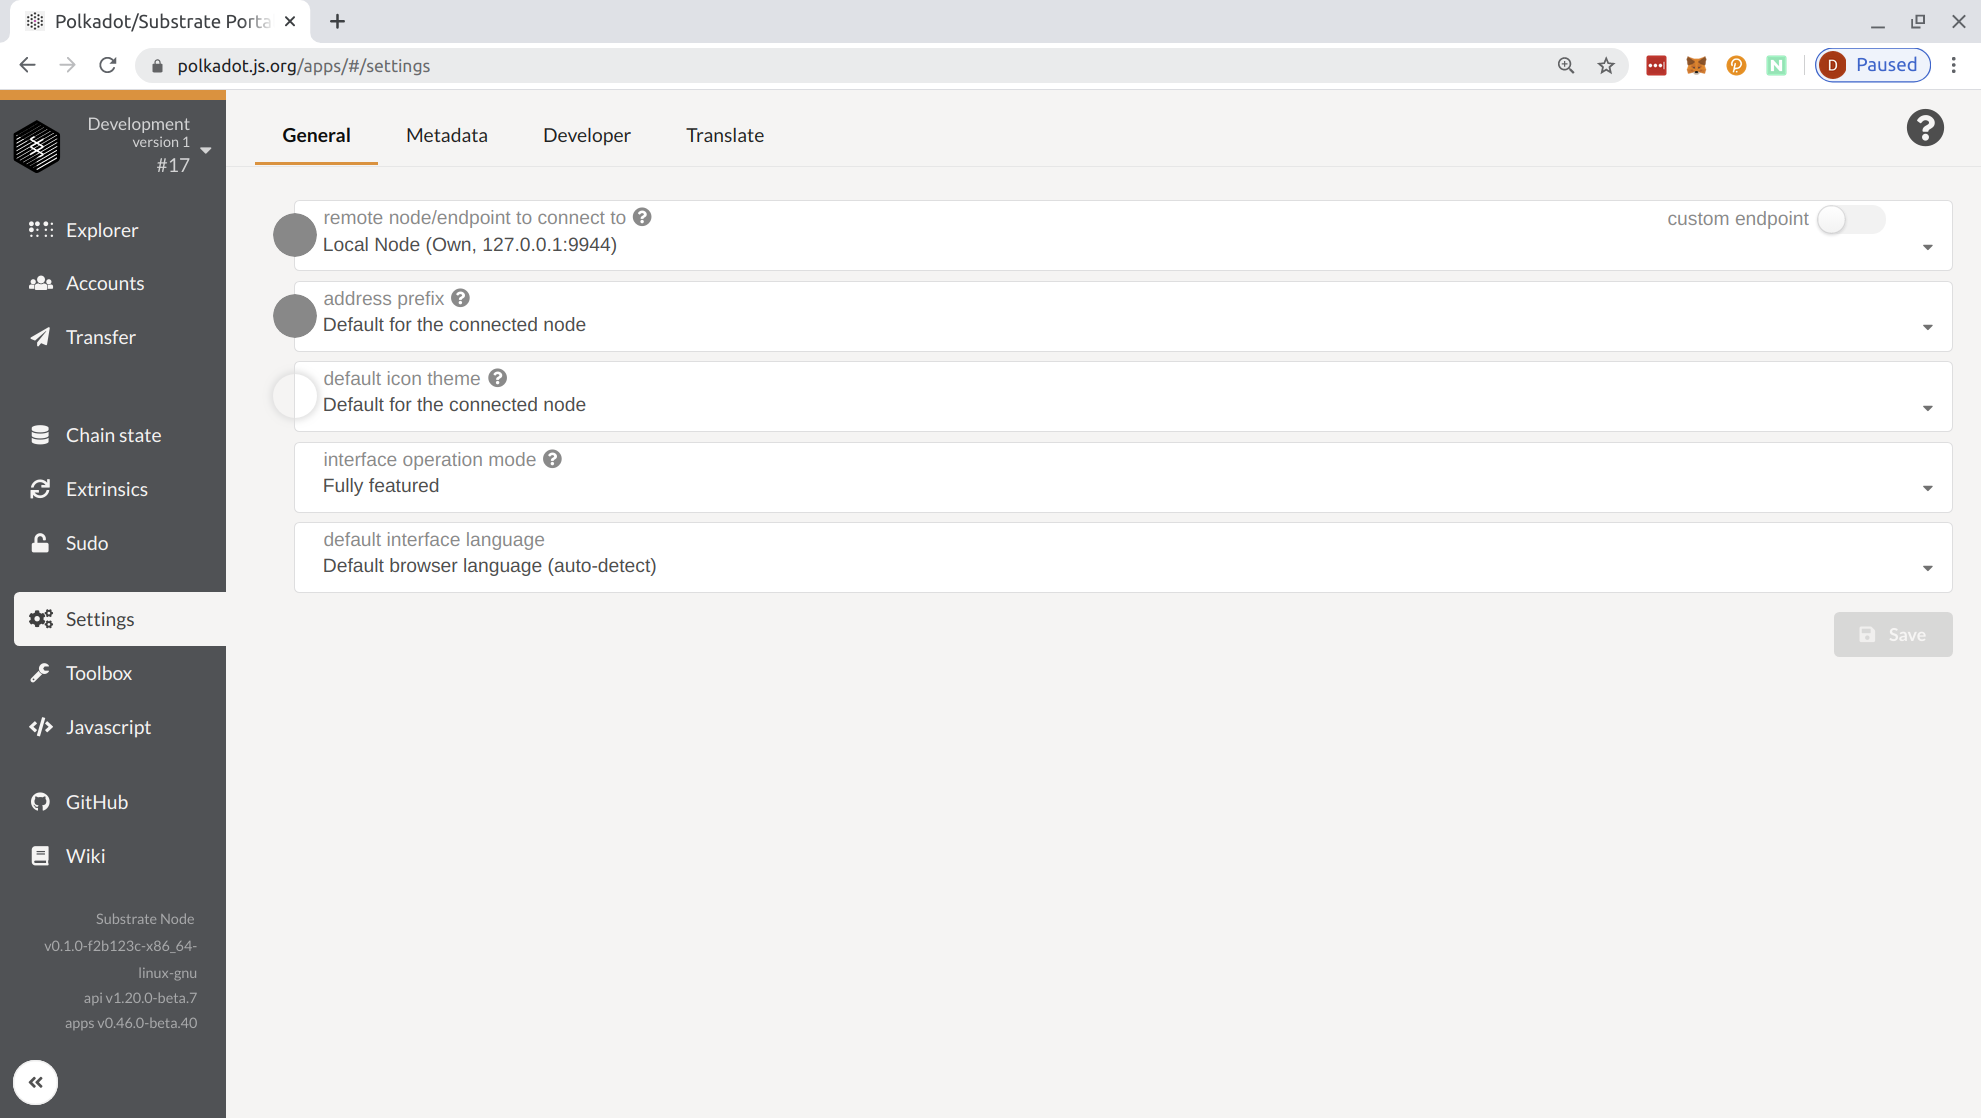 Polkadot/Substrate Porta
polkadot.js.org/apps/#/settings
D Paused
Development
version 1
#17
Explorer
Accounts
Transfer
Chain state
Extrinsics
Sudo
Settings
Toolbox
Javascript
GitHub
Wiki
Substrate Node
v0.1.0-f2b123c-x86_64-
linux-gnu
api v1.20.0-beta.7
apps v0.46.0-beta.40
General Metadata Developer Translate
remote node/endpoint to connect to
Local Node (Own, 127.0.0.1:9944)
custom endpoint
address prefix
Default for the connected node
default icon theme
Default for the connected node
interface operation mode
Fully featured
default interface language
Default browser language (auto-detect)
Save